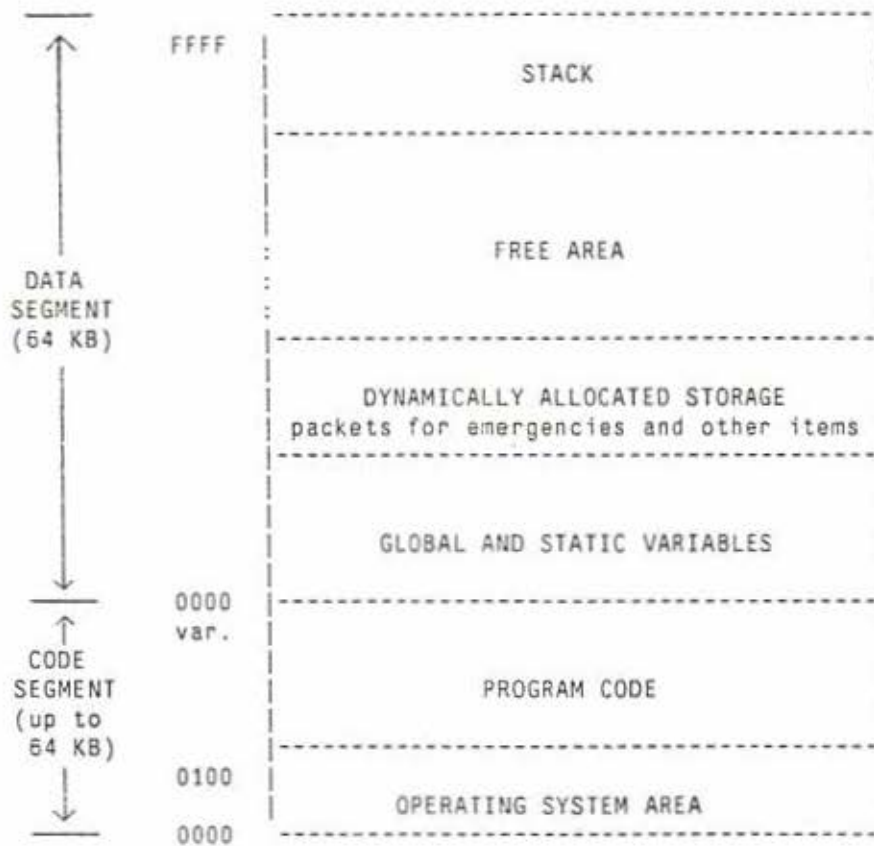 FFFF
STACK
FREE AREA
DATA
SEGMENT
(64 KB)
DYNAMICALLY ALLOCATED STORAGE
packets for emergencies and other items
GLOBAL AND STATIC VARIABLES
0000
var.
CODE
SEGMENT
(up to
64 KB)
PROGRAM CODE
0100
OPERATING SYSTEM AREA
0000